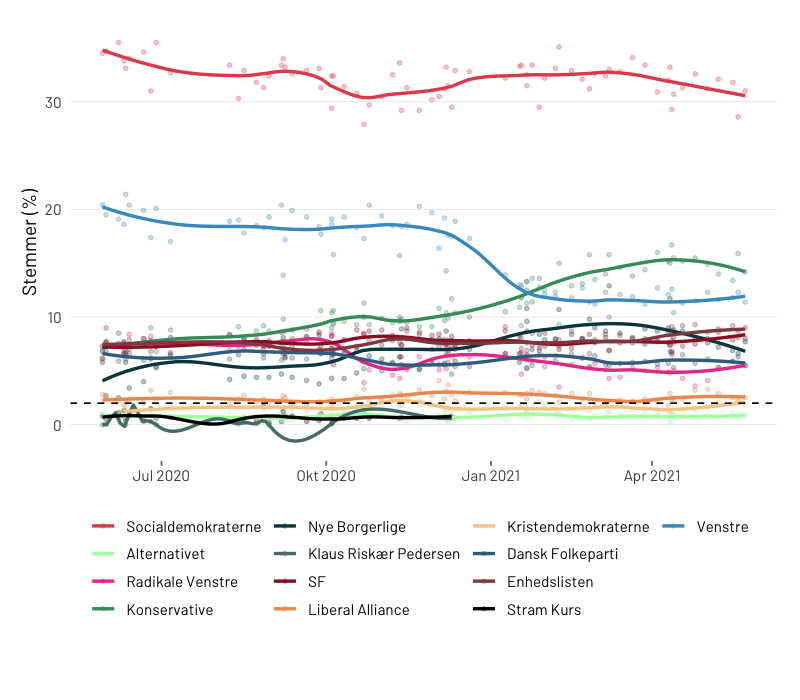 Stemmer (%)
30
20
10
0
Jul 2020 Okt 2020 Jan 2021 Apr 2021
Socialdemokraterne Nye Borgerlige Kristendemokraterne Venstre
Alternativet Klaus Riskær Pedersen Dansk Folkeparti
Radikale Venstre SF Enhedslisten
Konservative Liberal Alliance Stram Kurs